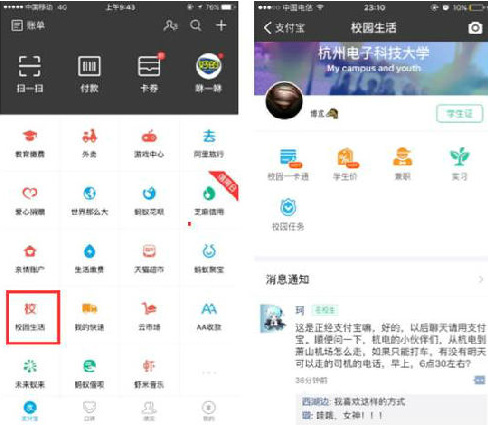 中国移动 4G
上午9:43
76%
账单
扫一扫
付款
卡券
咻一咻
教育缴费
外卖
游戏中心
阿里旅行
爱心捐赠
世界那么大
蚂蚁花呗
芝麻信用
亲情账户
生活缴费
天猫超市
蚂蚁聚宝
校
校园生活
我的快递
云市场
AA收款
未来蚁来
蚂蚁借呗
虾米音乐
支付宝
口碑
朋友
我的
中国电信
23:10
10%
支付宝
校园生活
杭州电子科技大学
My campus and youth
学生证
校园一卡通
学生价
兼职
实习
校园任务
消息通知
珂
在校生
这是正经支付宝嘛，好的，以后聊天请用支付
宝。顺便问一下，机电的小伙伴们，从机电到
萧山机场怎么走，如果只能打车，有没有明天
可以走的司机的电话，早上，6点30左右?
36分钟前
西湖边: 我喜欢这样的方式
哇哦、女神!!!